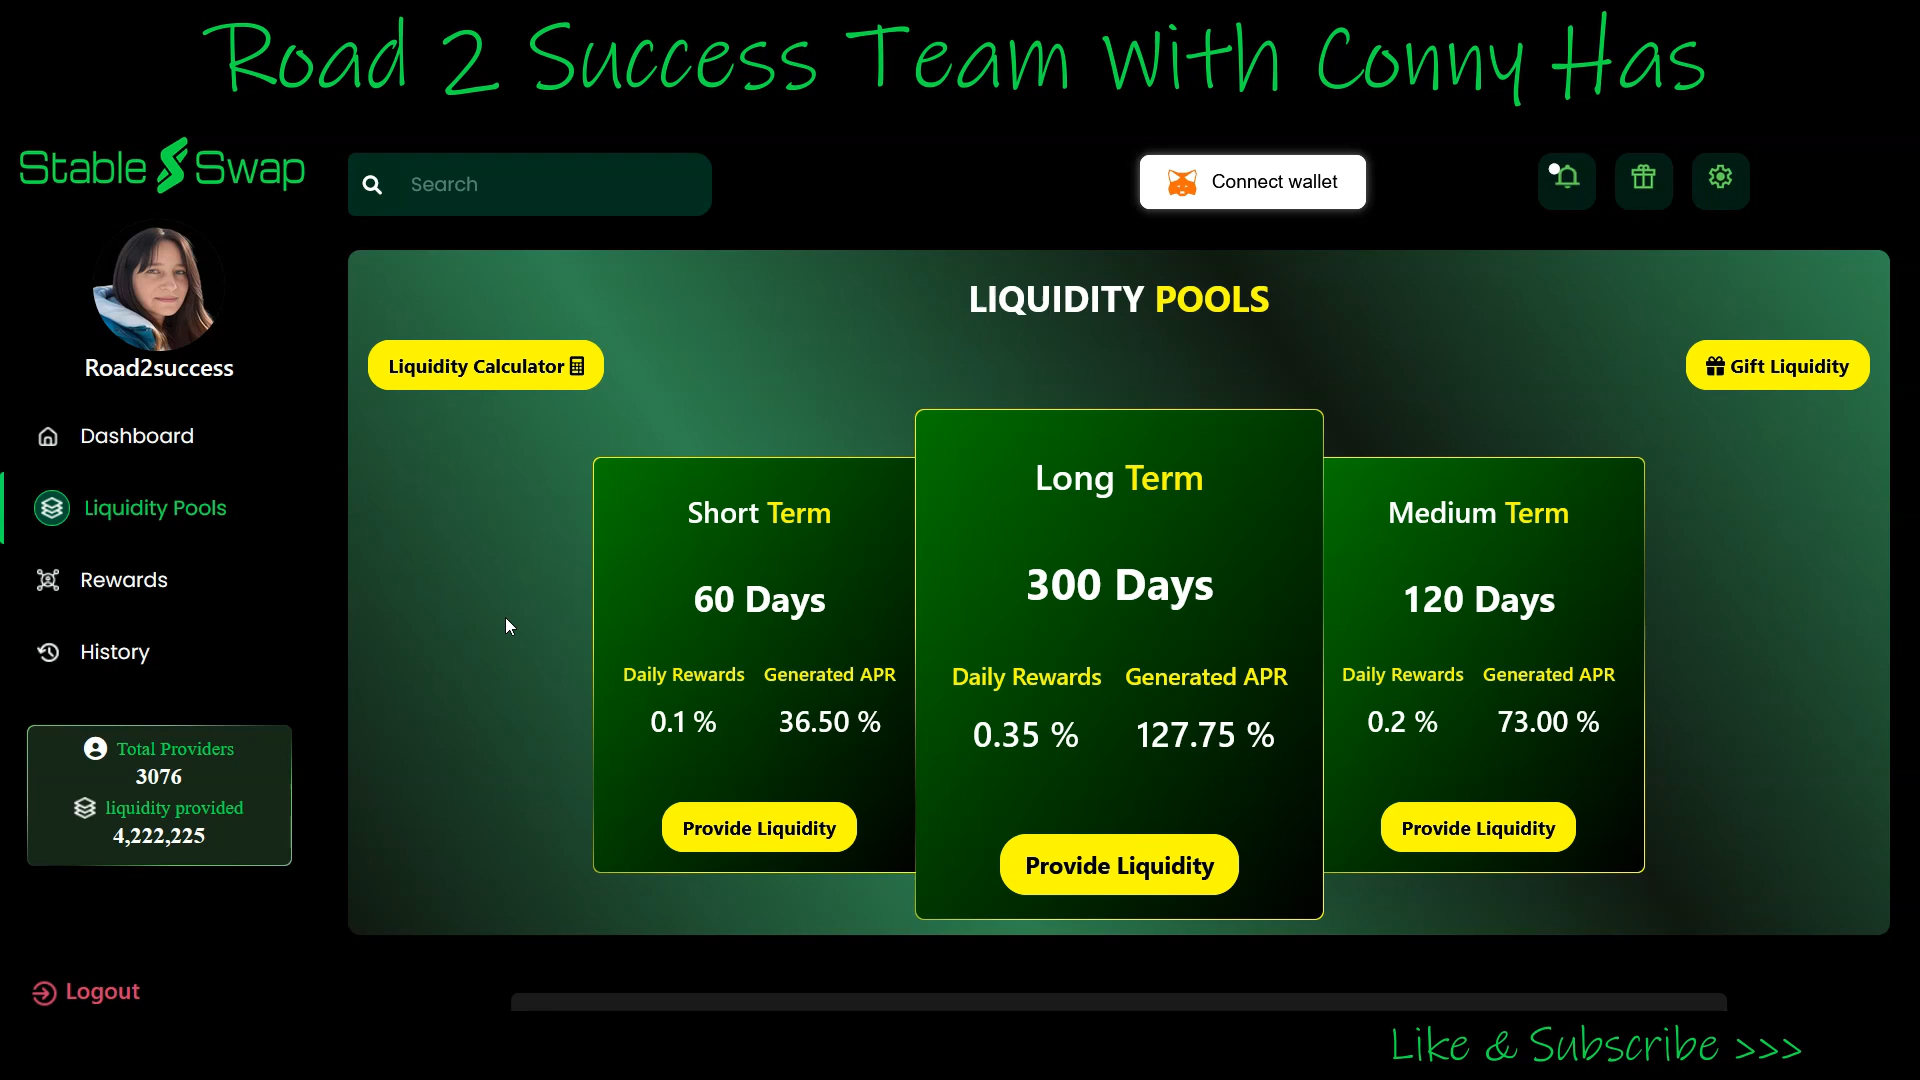 Road 2 Success Team With Conny Has
Stable Swap
Search
Connect wallet
Road2success
Dashboard
Liquidity Pools
Rewards
History
Total Providers
3076
liquidity provided
4,222,225
Logout
LIQUIDITY POOLS
Liquidity Calculator
Gift Liquidity
Short Term
60 Days
Daily Rewards Generated APR
0.1 % 36.50 %
Provide Liquidity
Long Term
300 Days
Daily Rewards Generated APR
0.35 % 127.75 %
Provide Liquidity
Medium Term
120 Days
Daily Rewards Generated APR
0.2 % 73.00 %
Provide Liquidity
Like & Subscribe >>>